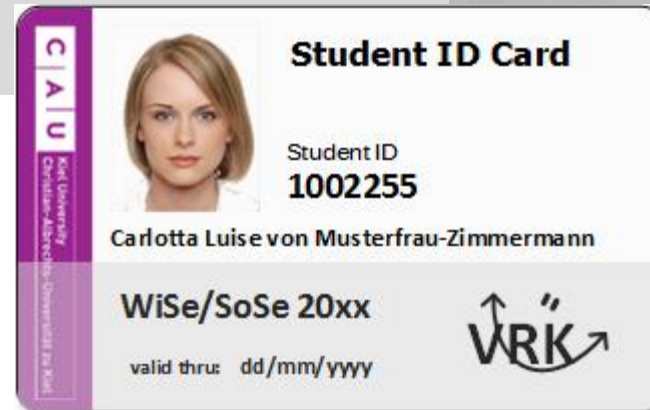 C | A | U
Kiel University
Christian-Albrechts-Universität zu Kiel
Student ID Card
Student ID
1002255
Carlotta Luise von Musterfrau-Zimmermann
WiSe/SoSe 20xx
valid thru: dd/mm/yyyy
VRK